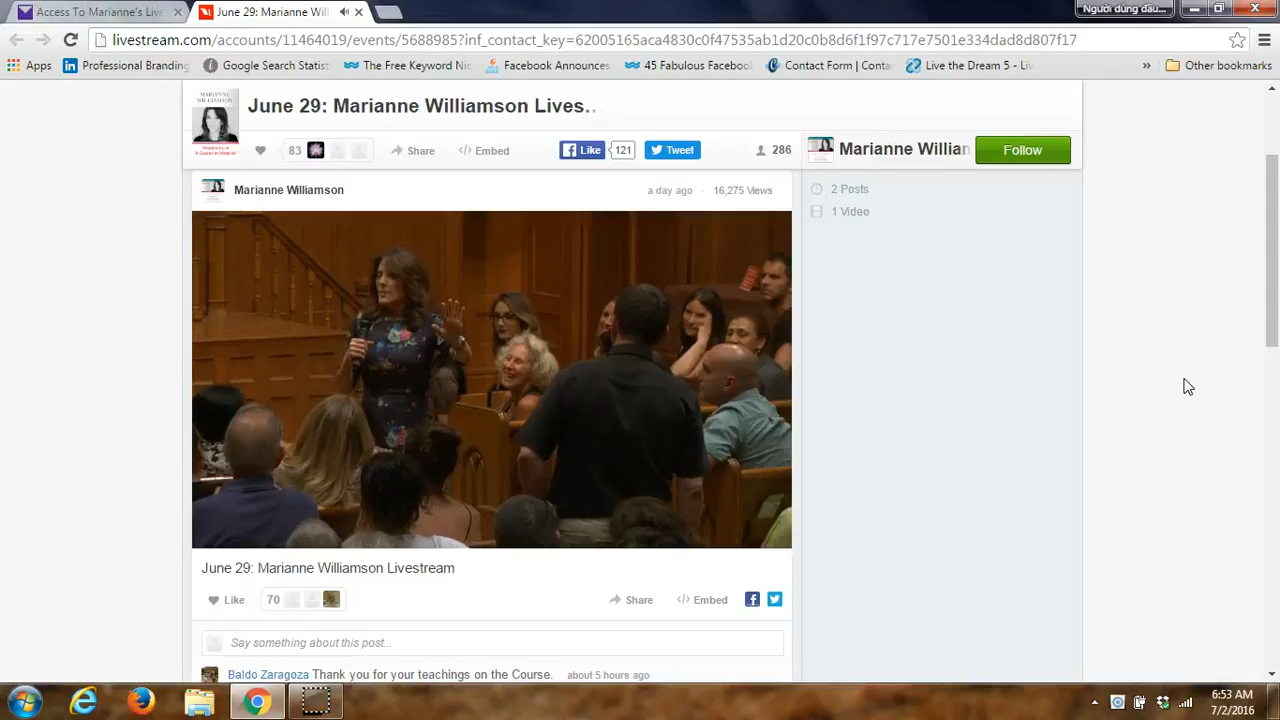 Access To Marianne's Lives
June 29: Marianne Will
Người dùng đầu...
livestream.com/accounts/11464019/events/5688985?inf_contact_key=62005165aca4830c0f47535ab1d20c0b8d6f1f97c717e7501e334dad8d807f17
Apps
Professional Branding
Google Search Statist
The Free Keyword Nic
Facebook Announces
45 Fabulous Facebook
Contact Form | Conta
Live the Dream 5 - Liv
»
Other bookmarks
MARIANNE
WILLIAMSON
June 29: Marianne Williamson Lives...
83
Share
Embed
Like
121
Tweet
286
Marianne Willian
Follow
Marianne Williamson
a day ago · 16,275 Views
2 Posts
1 Video
June 29: Marianne Williamson Livestream
Like
70
Share
Embed
Say something about this post...
Baldo Zaragoza Thank you for your teachings on the Course. about 5 hours ago
6:53 AM
7/2/2016